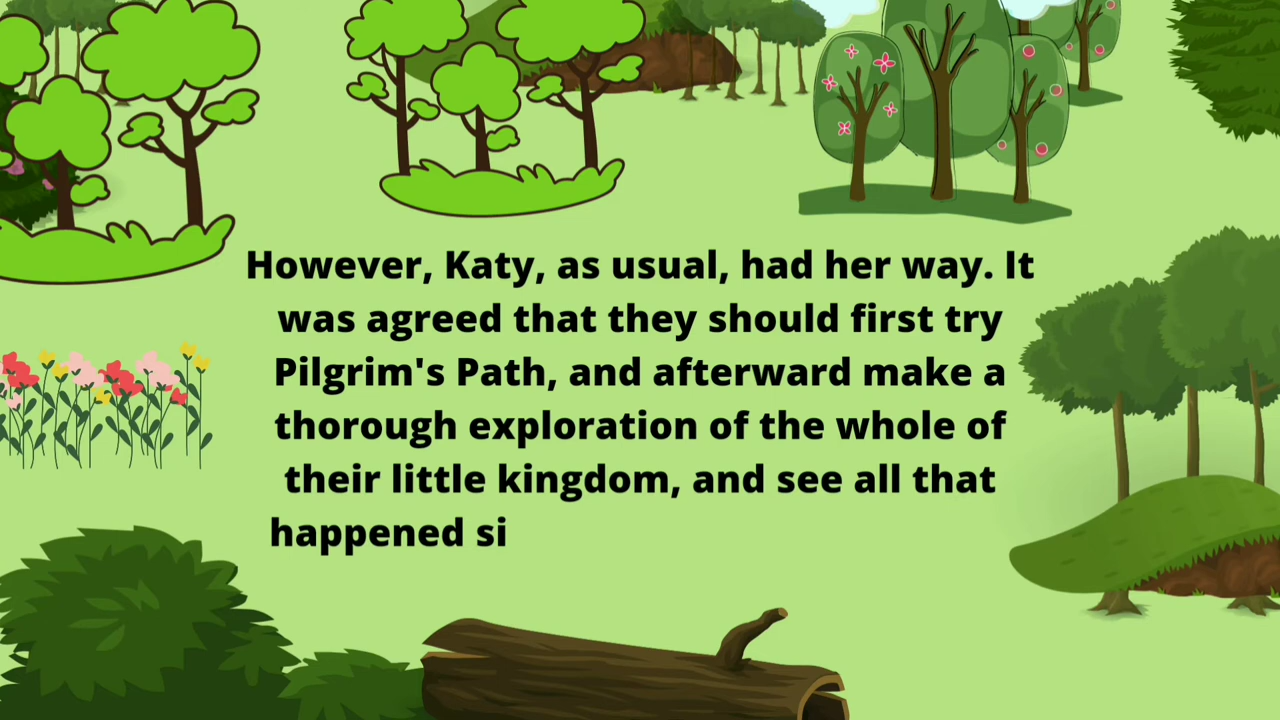 However, Katy, as usual, had her way. It
was agreed that they should first try
Pilgrim's Path, and afterward make a
thorough exploration of the whole of
their little kingdom, and see all that
happened si